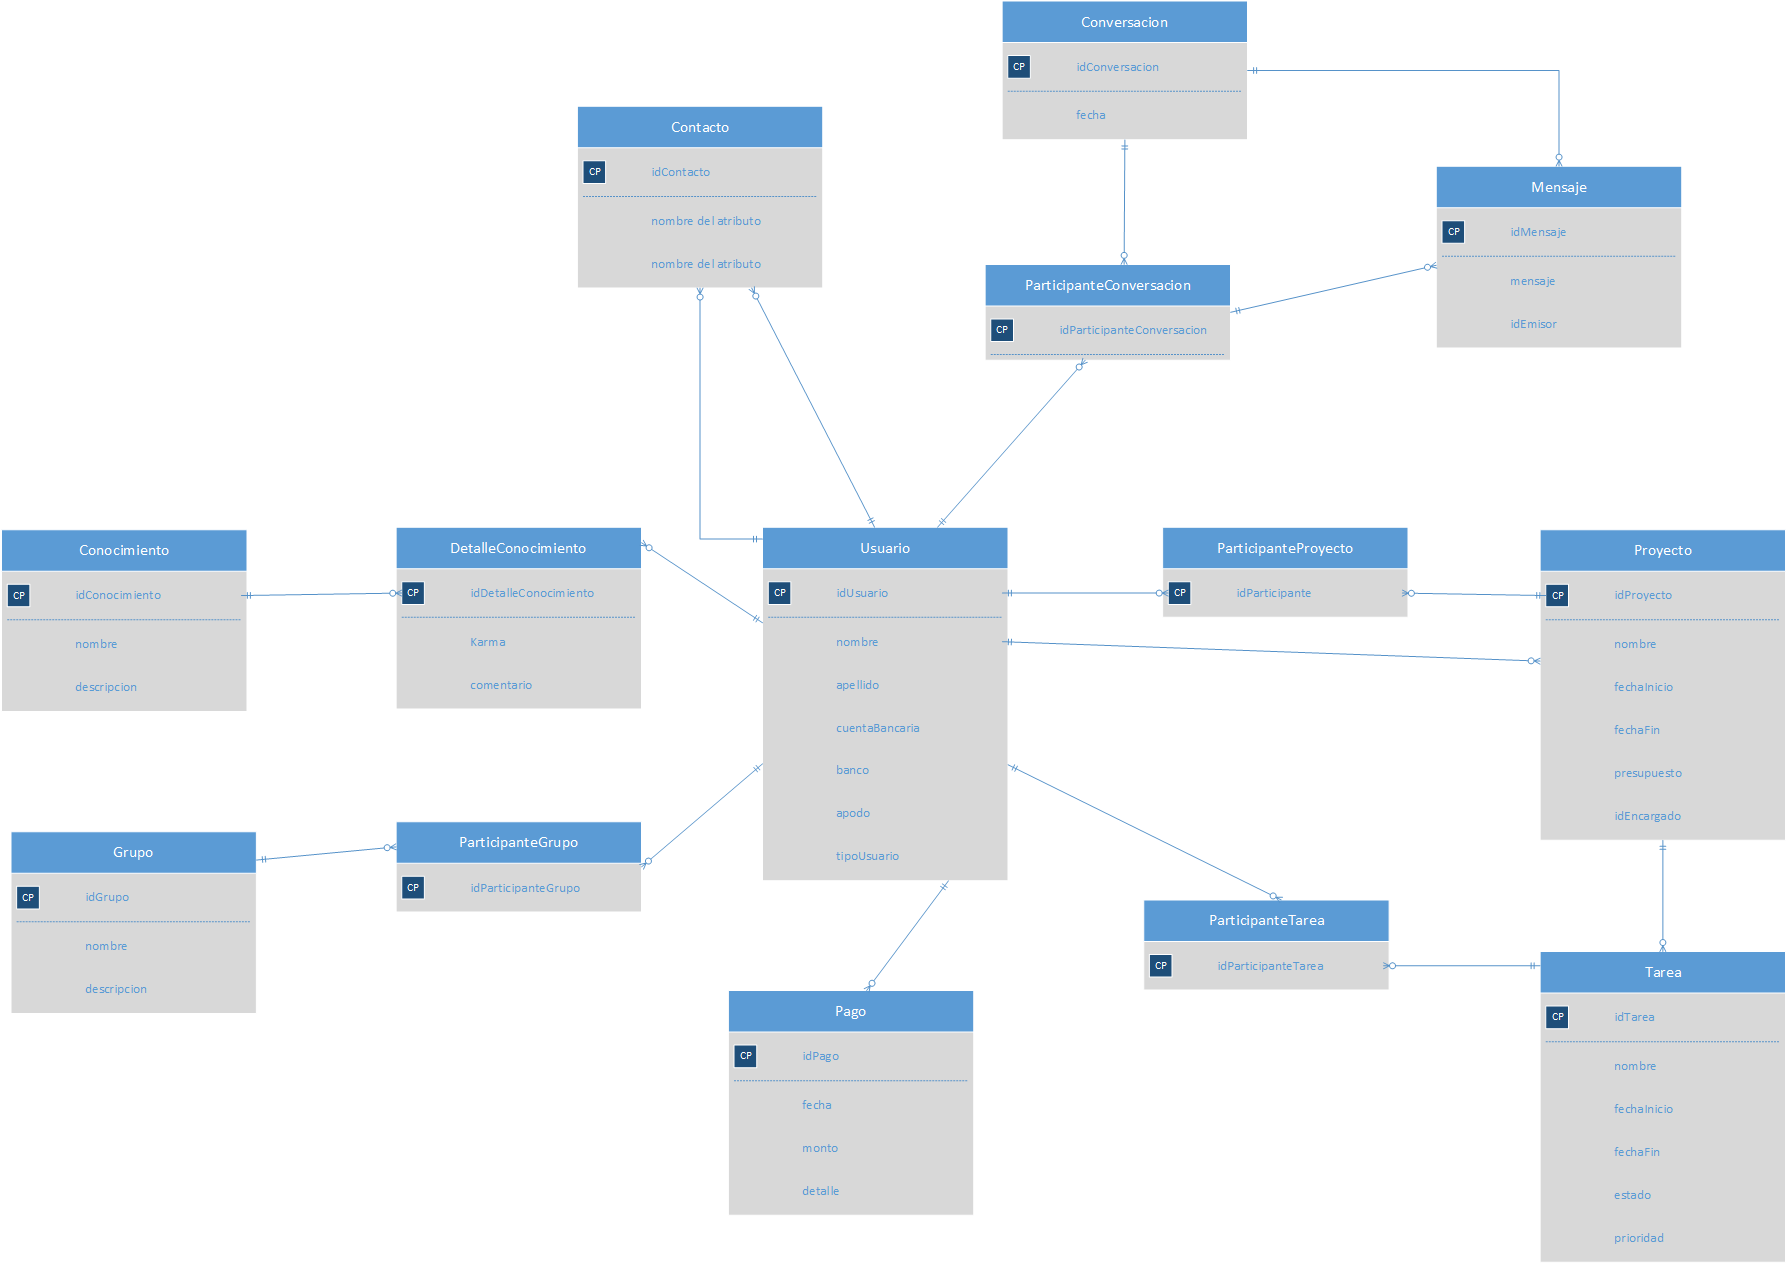 Conversacion
CP idConversacion
fecha
Contacto
CP idContacto
nombre del atributo
nombre del atributo
Mensaje
CP idMensaje
mensaje
idEmisor
ParticipanteConversacion
CP idParticipanteConversacion
Conocimiento
CP idConocimiento
nombre
descripcion
DetalleConocimiento
CP idDetalleConocimiento
Karma
comentario
Usuario
CP idUsuario
nombre
apellido
cuentaBancaria
banco
apodo
tipoUsuario
ParticipanteProyecto
CP idParticipante
Proyecto
CP idProyecto
nombre
fechaInicio
fechaFin
presupuesto
idEncargado
Grupo
CP idGrupo
nombre
descripcion
ParticipanteGrupo
CP idParticipanteGrupo
ParticipanteTarea
CP idParticipanteTarea
Pago
CP idPago
fecha
monto
detalle
Tarea
CP idTarea
nombre
fechaInicio
fechaFin
estado
prioridad